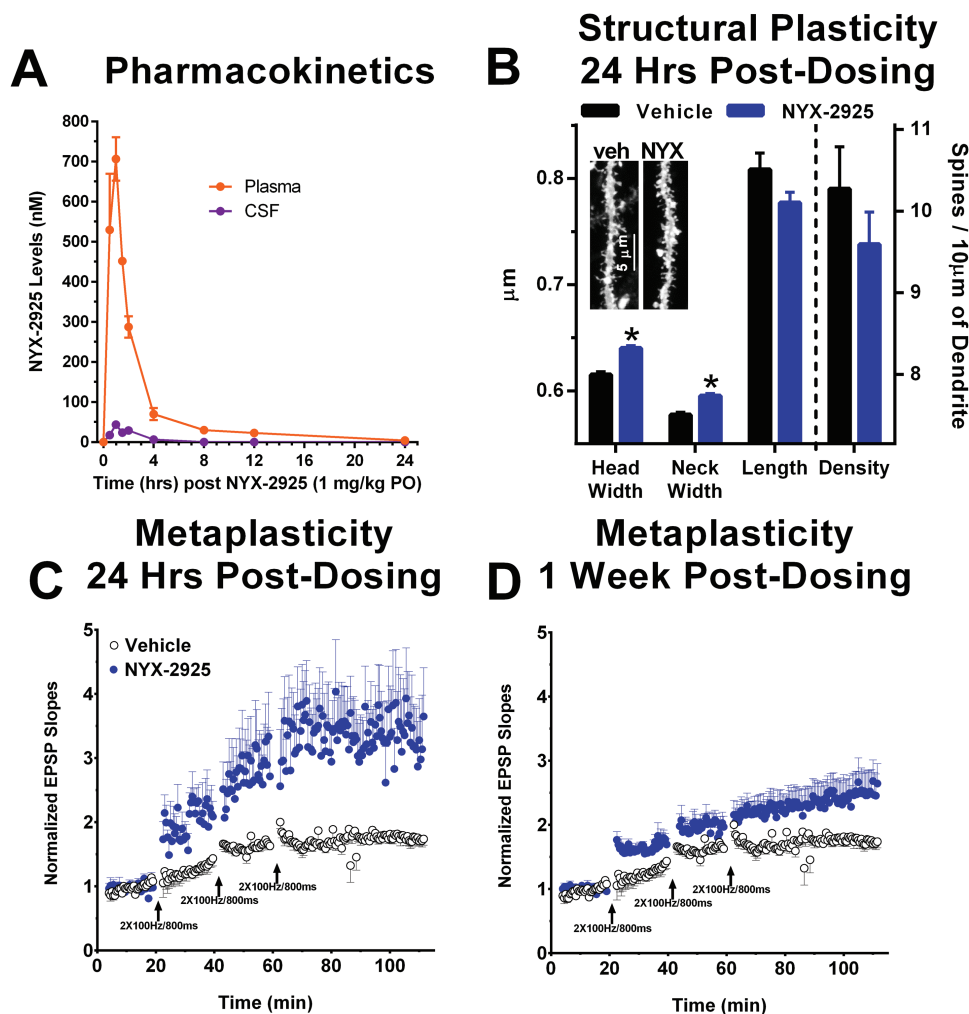 A
Pharmacokinetics
800
700
600
500
400
300
200
100
0
NYX-2925 Levels (nM)
Plasma
CSF
0 4 8 12 16 20 24
Time (hrs) post NYX-2925 (1 mg/kg PO)
B
Structural Plasticity
24 Hrs Post-Dosing
Vehicle NYX-2925
veh NYX
5 μm
0.8
0.7
0.6
μm
11
10
9
8
Spines / 10μm of Dendrite
* *
Head Width
Neck Width
Length
Density
C
Metaplasticity
24 Hrs Post-Dosing
Vehicle
NYX-2925
5
4
3
2
1
0
Normalized EPSP Slopes
2X100Hz/800ms
2X100Hz/800ms
2X100Hz/800ms
0 20 40 60 80 100
Time (min)
D
Metaplasticity
1 Week Post-Dosing
5
4
3
2
1
0
Normalized EPSP Slopes
2X100Hz/800ms
2X100Hz/800ms
2X100Hz/800ms
0 20 40 60 80 100
Time (min)